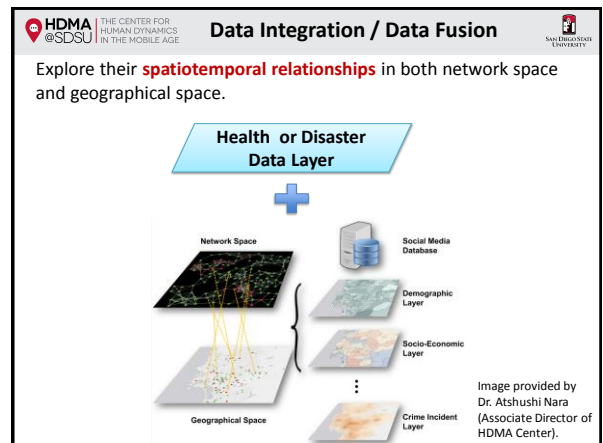 HDMA
@SDSU
THE CENTER FOR
HUMAN DYNAMICS
IN THE MOBILE AGE
Data Integration / Data Fusion
SAN DIEGO STATE
UNIVERSITY
Explore their spatiotemporal relationships in both network space
and geographical space.
Health or Disaster
Data Layer
Network Space
Social Media
Database
Demographic
Layer
Socio-Economic
Layer
Geographical Space
Crime Incident
Layer
Image provided by
Dr. Atshushi Nara
(Associate Director of
HDMA Center).